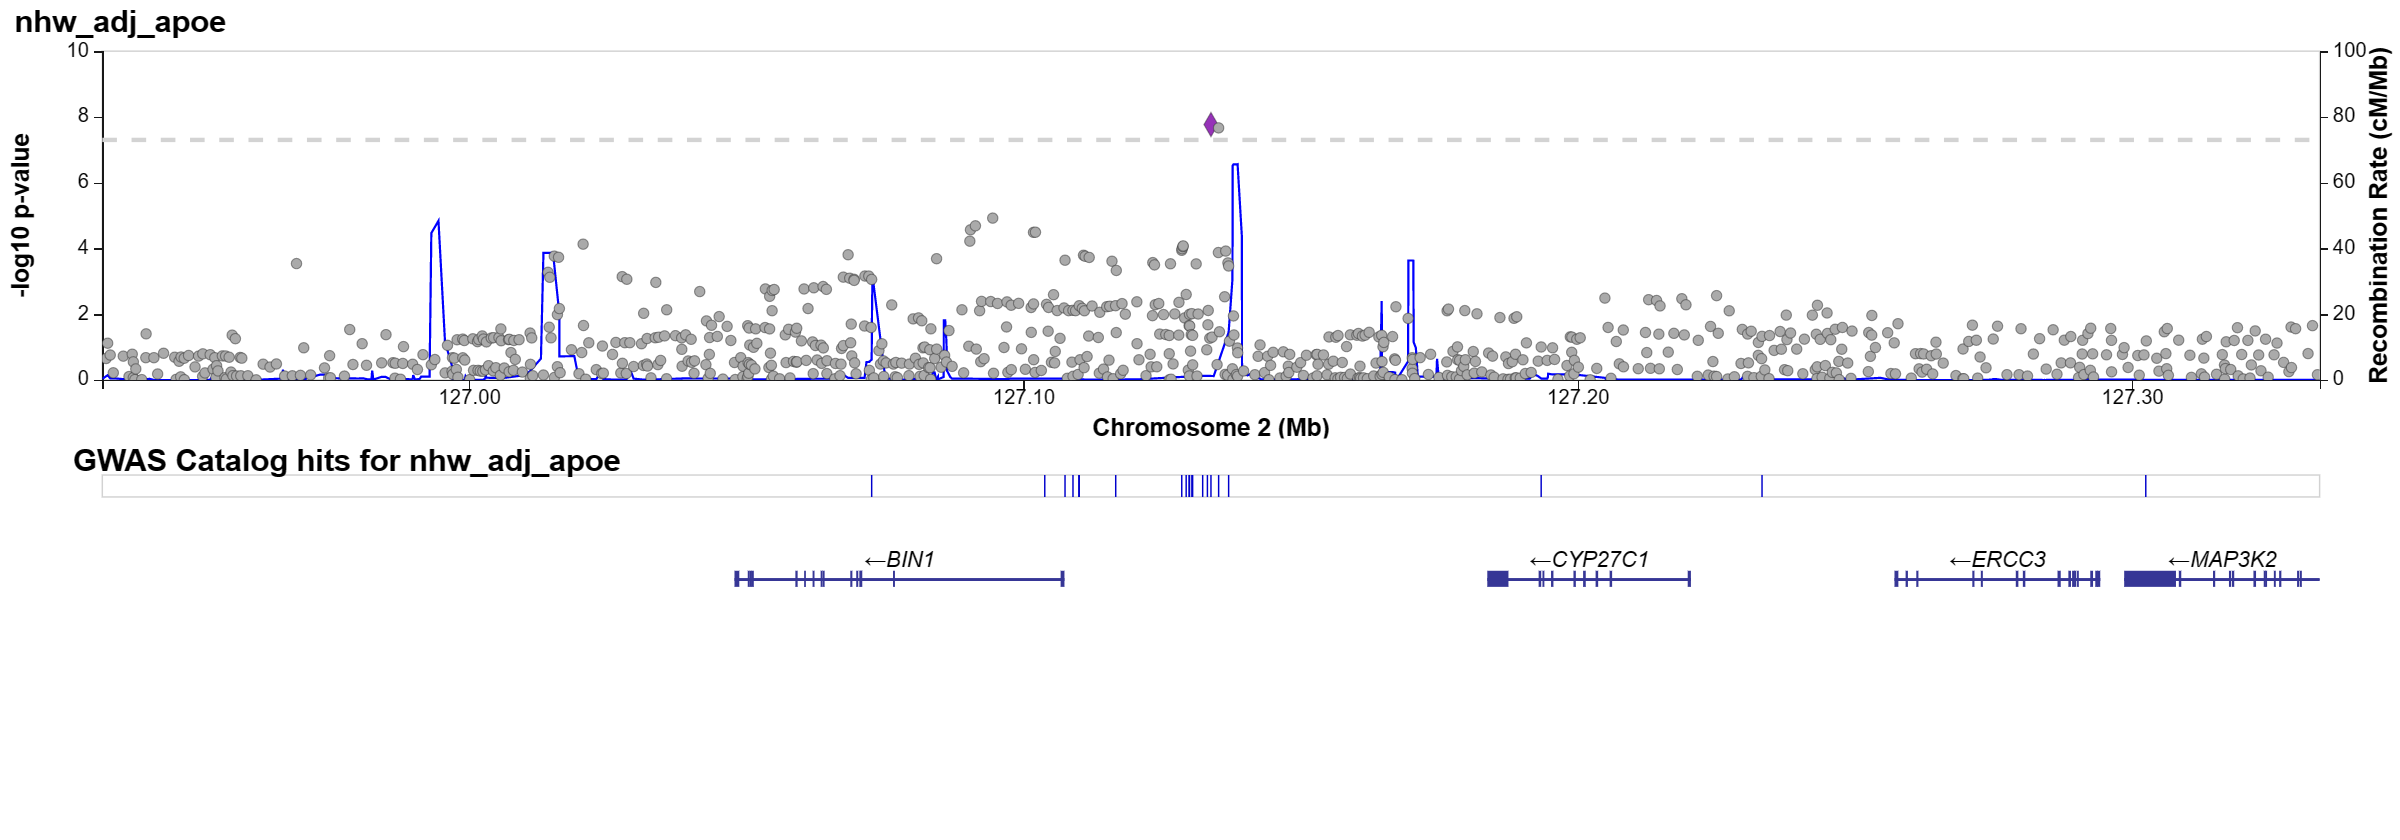 nhw_adj_apoe
10
8
6
4
2
0
-log10 p-value
100
80
60
40
20
0
Recombination Rate (cM/Mb)
127.00
127.10
127.20
127.30
Chromosome 2 (Mb)
GWAS Catalog hits for nhw_adj_apoe
←BIN1
←CYP27C1
←ERCC3
←MAP3K2